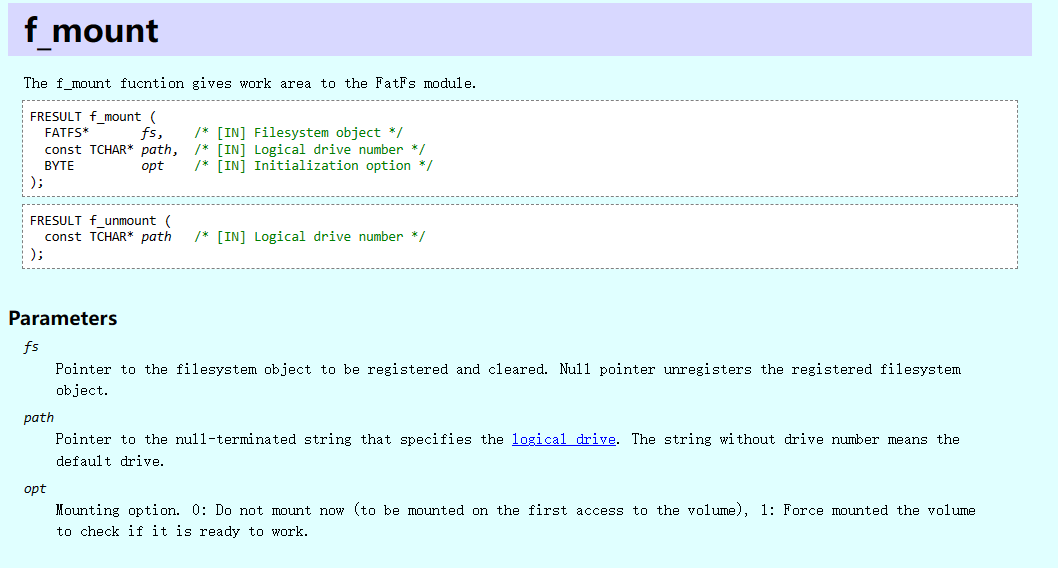 f_mount
The f_mount fucntion gives work area to the FatFs module.
FRESULT f_mount (
  FATFS*       fs,    /* [IN] Filesystem object */
  const TCHAR* path,  /* [IN] Logical drive number */
  BYTE         opt    /* [IN] Initialization option */
);
FRESULT f_unmount (
  const TCHAR* path   /* [IN] Logical drive number */
);
Parameters
fs
Pointer to the filesystem object to be registered and cleared. Null pointer unregisters the registered filesystem
object.
path
Pointer to the null-terminated string that specifies the logical drive. The string without drive number means the
default drive.
opt
Mounting option. 0: Do not mount now (to be mounted on the first access to the volume), 1: Force mounted the volume
to check if it is ready to work.